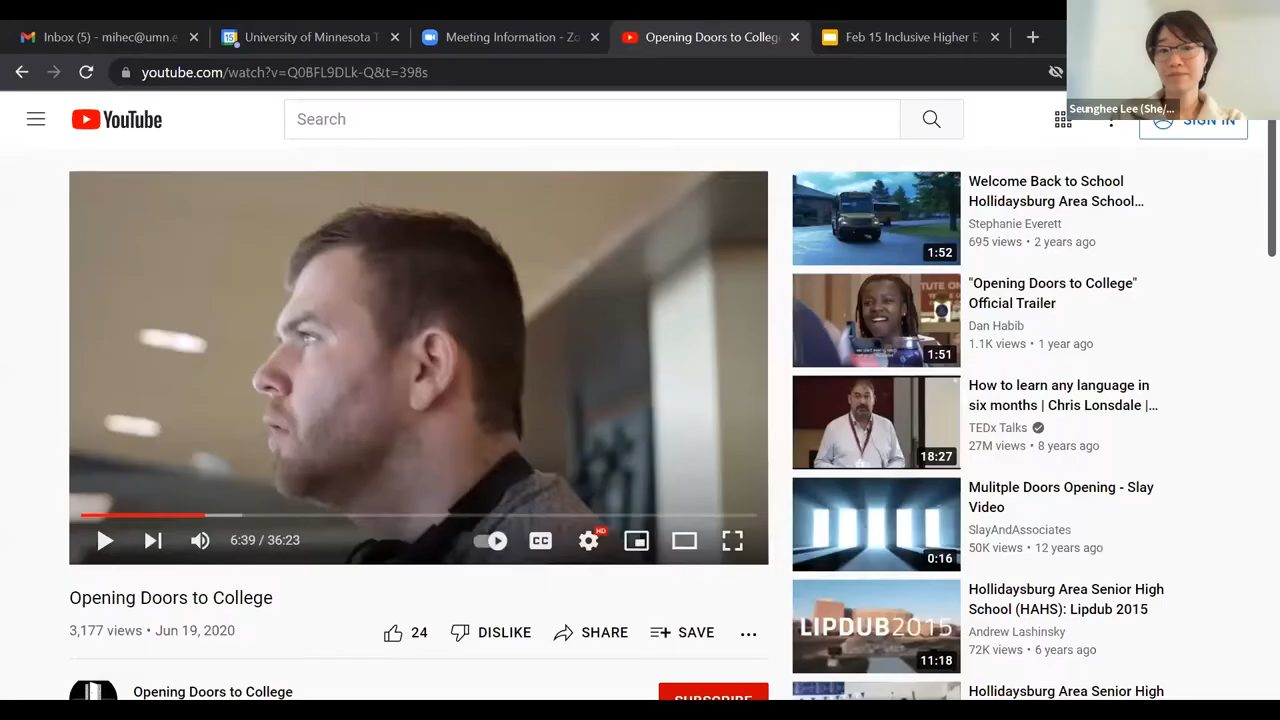 Inbox (5) - mihec@umn.e
University of Minnesota T
Meeting Information - Zo
Opening Doors to Colleg
Feb 15 Inclusive Higher E
youtube.com/watch?v=Q0BFL9DLk-Q&t=398s
Seunghee Lee (She/...
YouTube
Search
SIGN IN
Welcome Back to School
Hollidaysburg Area School...
Stephanie Everett
695 views • 2 years ago
1:52
"Opening Doors to College"
Official Trailer
Dan Habib
1.1K views • 1 year ago
1:51
How to learn any language in
six months | Chris Lonsdale |...
TEDx Talks
27M views • 8 years ago
18:27
Mulitple Doors Opening - Slay
Video
SlayAndAssociates
50K views • 12 years ago
0:16
Hollidaysburg Area Senior High
School (HAHS): Lipdub 2015
Andrew Lashinsky
72K views • 6 years ago
LIPDUB2015
11:18
Hollidaysburg Area Senior High
6:39 / 36:23
CC
HD
Opening Doors to College
3,177 views • Jun 19, 2020
24
DISLIKE
SHARE
SAVE
Opening Doors to College
SUBSCRIBE